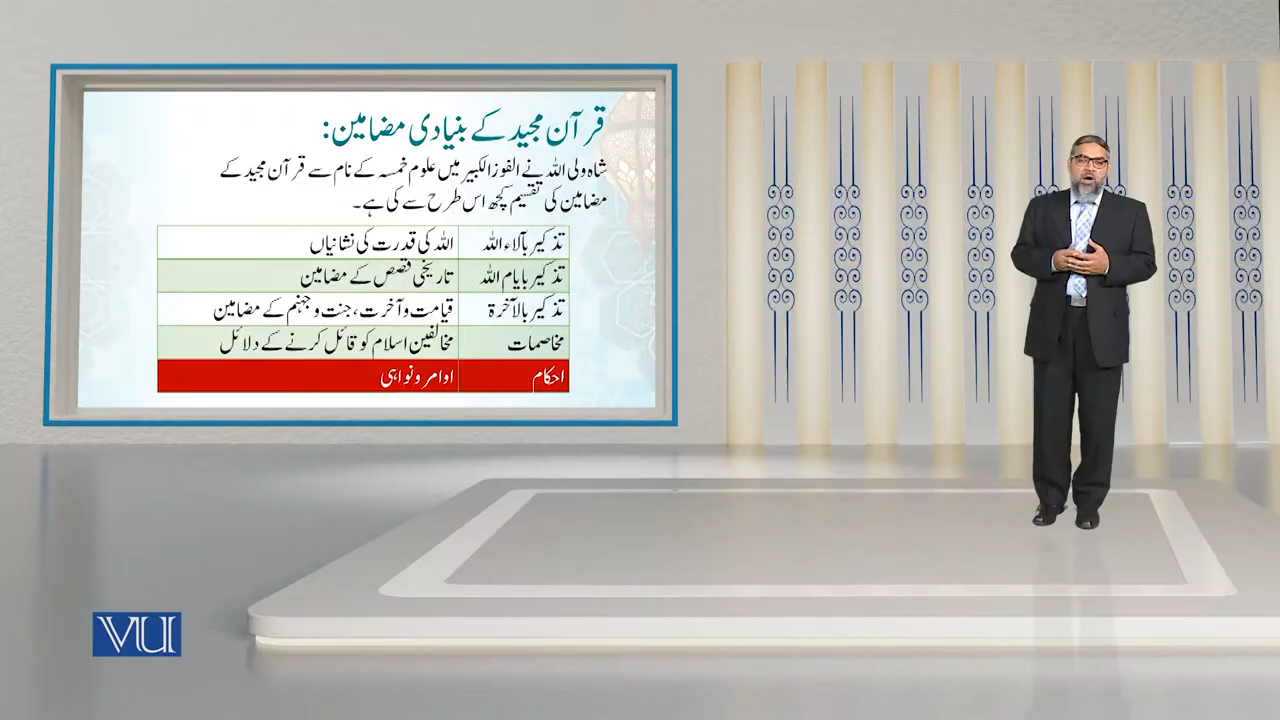 قرآن مجید کے بنیادی مضامین:
شاہ ولی اللہ نے الفوز الکبیر میں علوم خمسہ کے نام سے قرآن مجید کے
مضامین کی تقسیم کچھ اس طرح سے کی ہے۔
تذکیر بآلاء اللہ اللہ کی قدرت کی نشانیاں
تذکیر بایام اللہ تاریخی قصص کے مضامین
تذکیر بالآخرۃ قیامت و آخرت، جنت و جہنم کے مضامین
مخاصمات مخالفین اسلام کو قائل کرنے کے دلائل
احکام اوامر و نواہی
VU